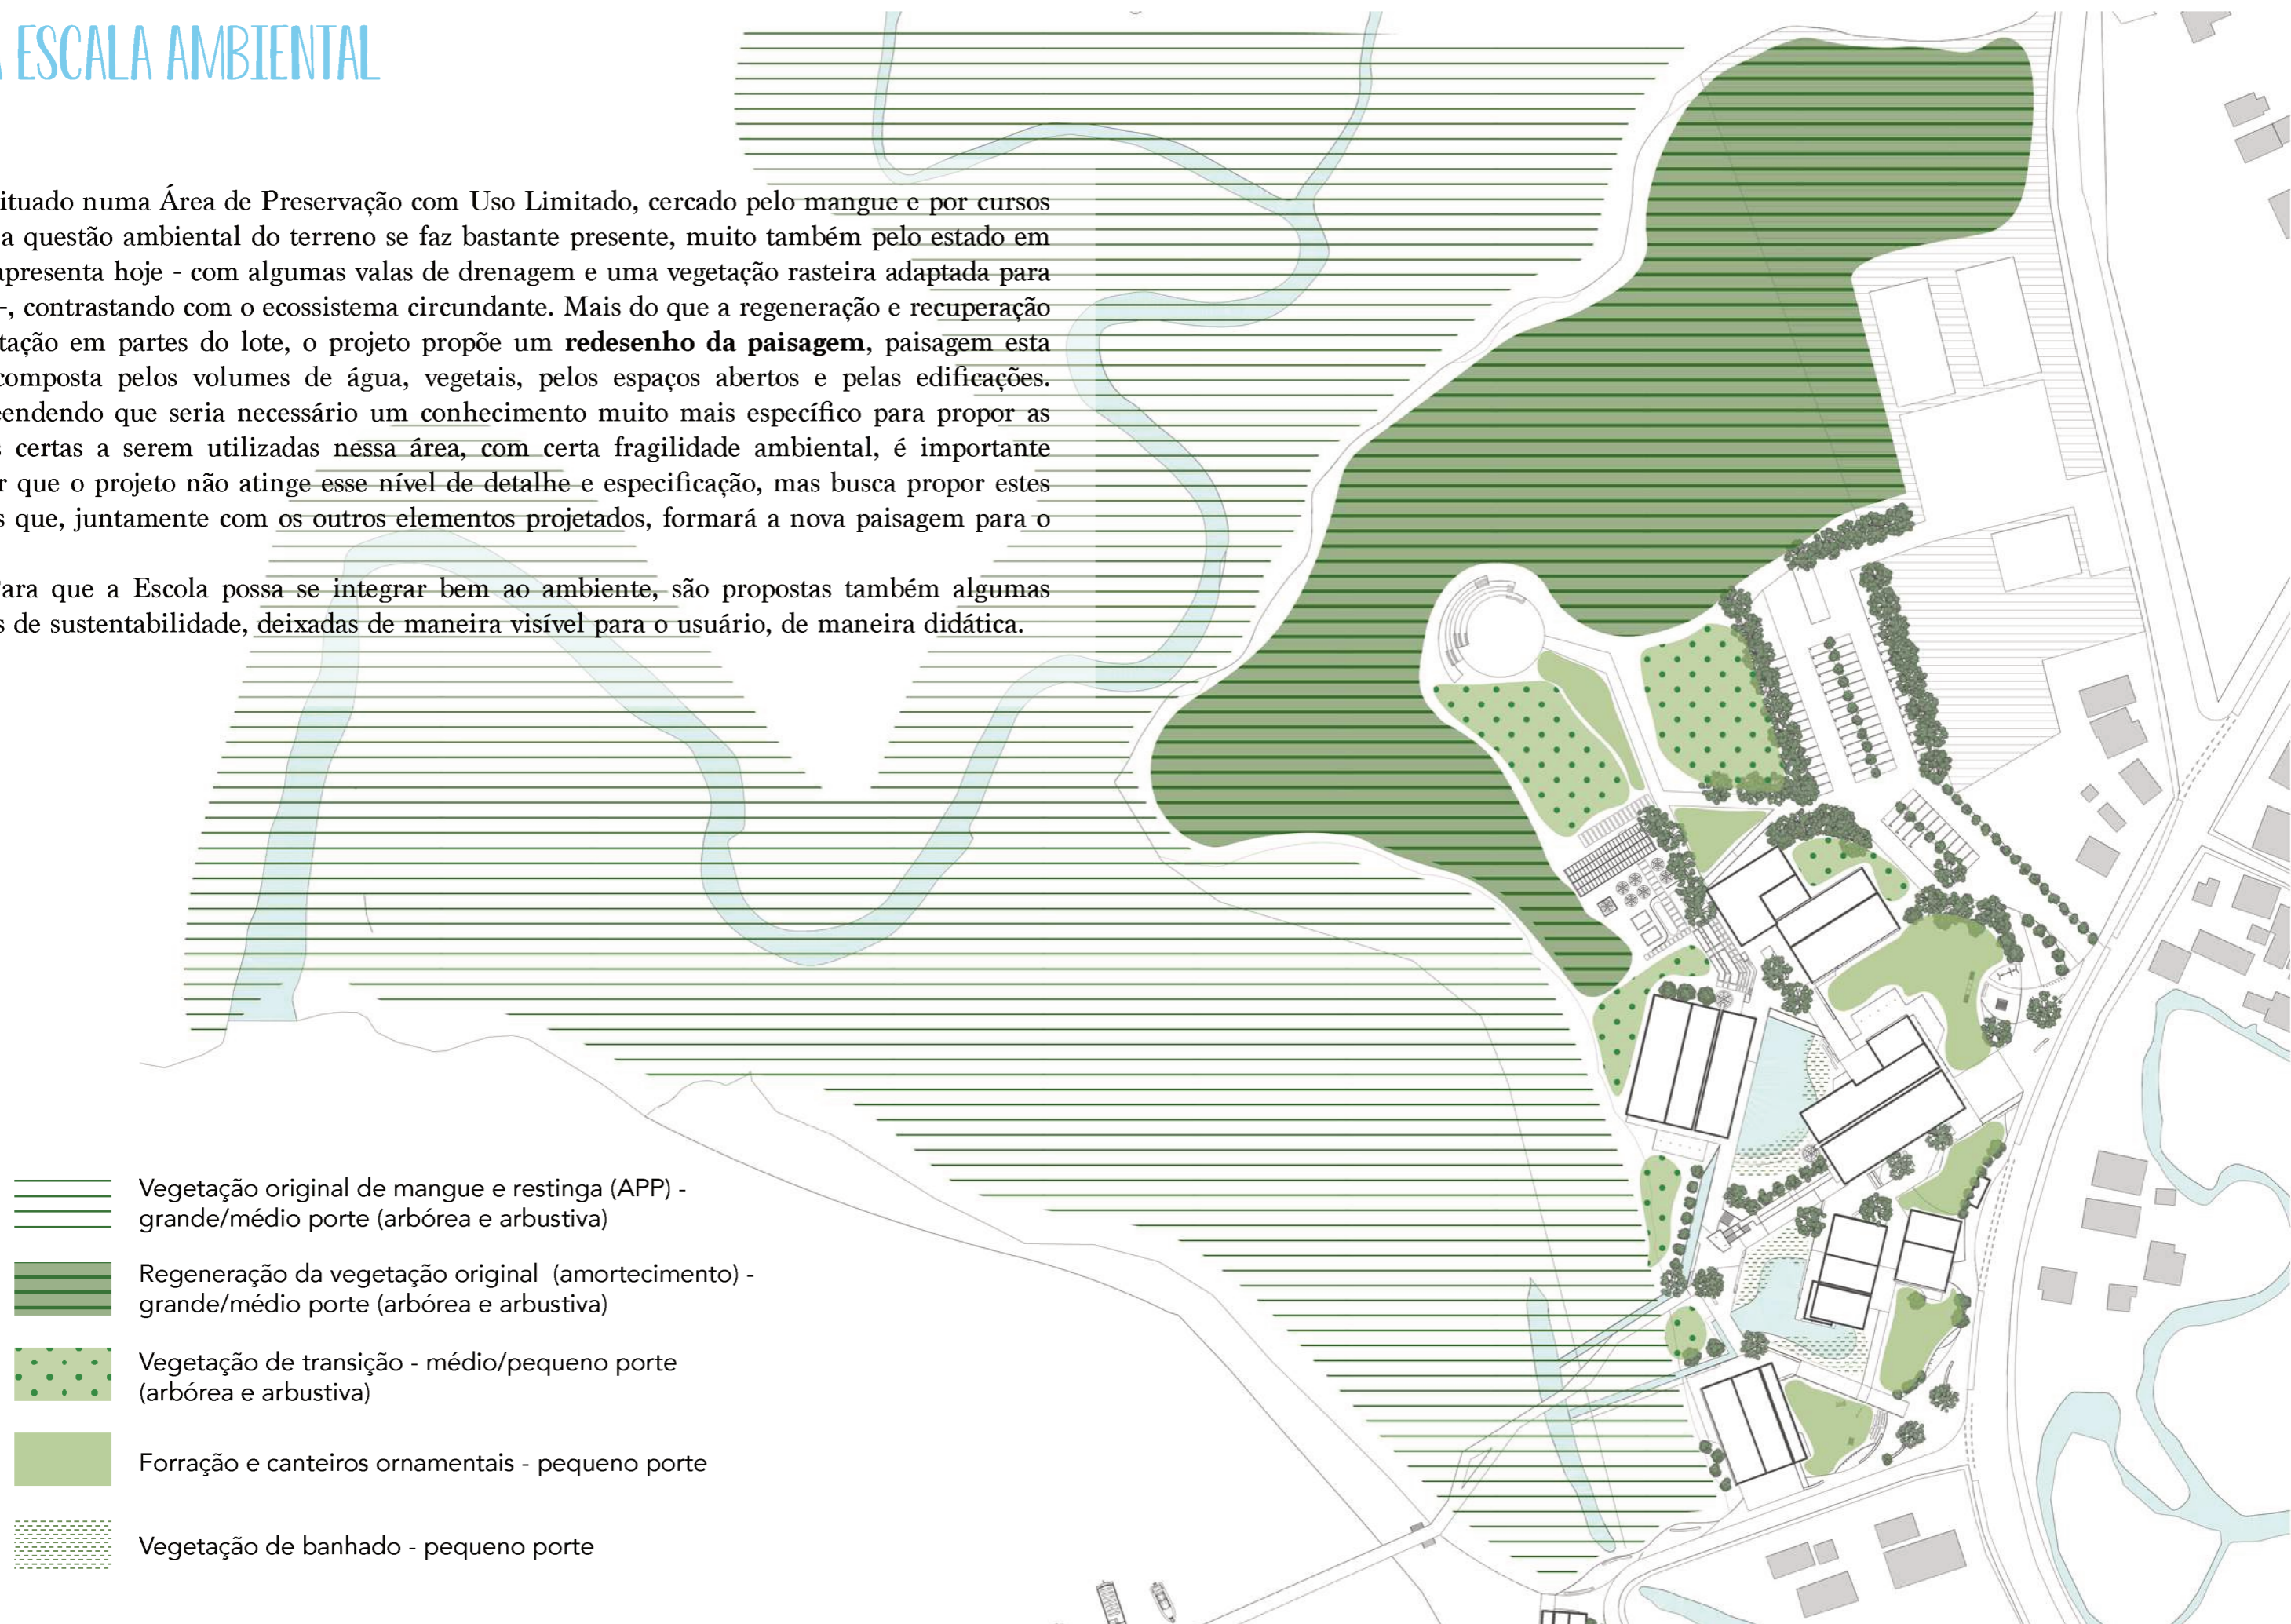 ESCALA AMBIENTAL
numa Área de Preservação com Uso Limitado, cercado pelo mangue e por cursos
a questão ambiental do terreno se faz bastante presente, muito também pelo estado em
apresenta hoje - com algumas valas de drenagem e uma vegetação rasteira adaptada para
-, contrastando com o ecossistema circundante. Mais do que a regeneração e recuperação
em partes do lote, o projeto propõe um redesenho da paisagem, paisagem esta
composta pelos volumes de água, vegetais, pelos espaços abertos e pelas edificações.
que seria necessário um conhecimento muito mais específico para propor as
certas a serem utilizadas nessa área, com certa fragilidade ambiental, é importante
que o projeto não atinge esse nível de detalhe e especificação, mas busca propor estes
que, juntamente com os outros elementos projetados, formará a nova paisagem para o
Para que a Escola possa se integrar bem ao ambiente, são propostas também algumas
de sustentabilidade, deixadas de maneira visível para o usuário, de maneira didática.
Vegetação original de mangue e restinga (APP) -
grande/médio porte (arbórea e arbustiva)
Regeneração da vegetação original (amortecimento) -
grande/médio porte (arbórea e arbustiva)
Vegetação de transição - médio/pequeno porte
(arbórea e arbustiva)
Forração e canteiros ornamentais - pequeno porte
Vegetação de banhado - pequeno porte